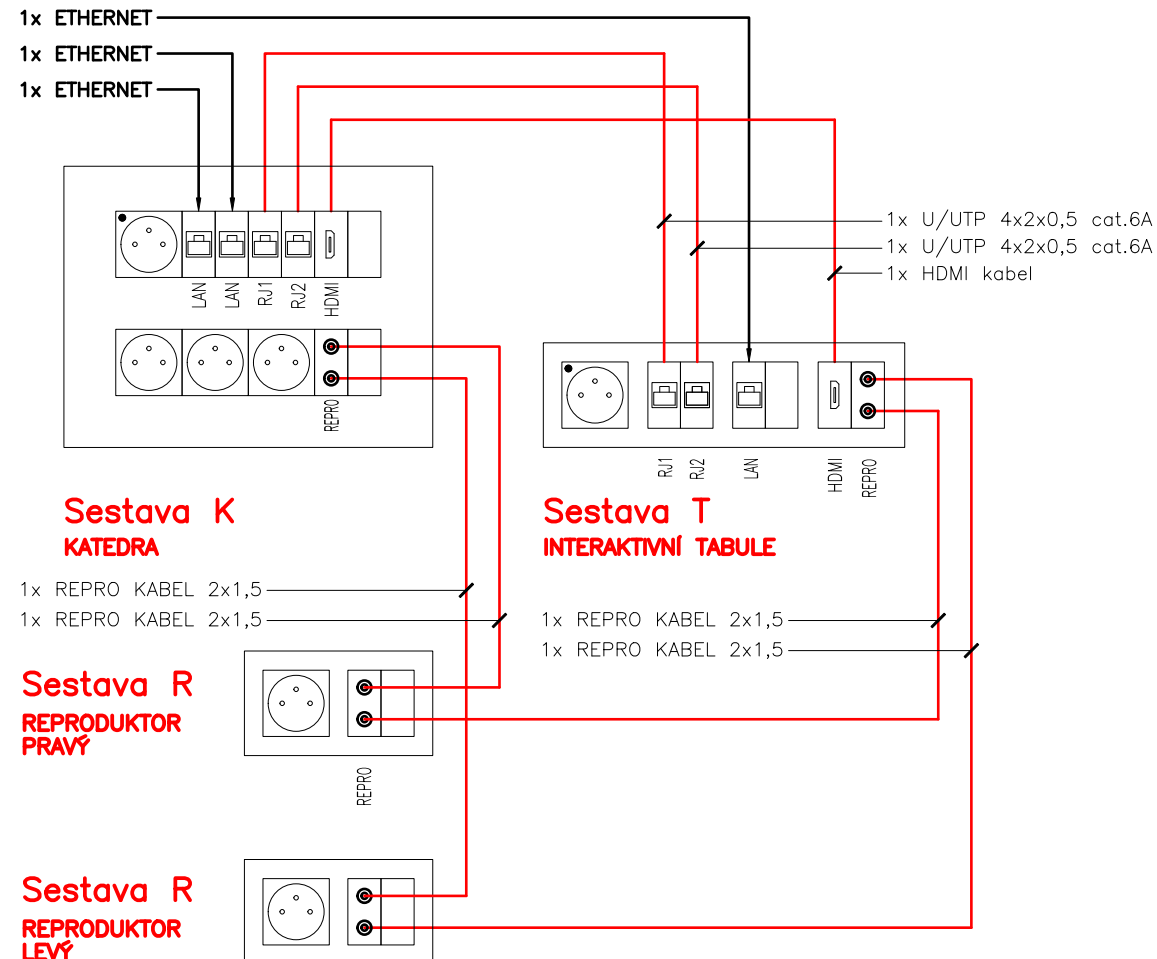 1x ETHERNET
1x ETHERNET
1x ETHERNET
1x U/UTP 4x2x0,5 cat.6A
1x U/UTP 4x2x0,5 cat.6A
1x HDMI kabel
LAN
LAN
RJ1
RJ2
HDMI
REPRO
RJ1
RJ2
LAN
HDMI
REPRO
Sestava K
KATEDRA
Sestava T
INTERAKTIVNÍ TABULE
1x REPRO KABEL 2x1,5
1x REPRO KABEL 2x1,5
1x REPRO KABEL 2x1,5
1x REPRO KABEL 2x1,5
Sestava R
REPRODUKTOR
PRAVÝ
REPRO
Sestava R
REPRODUKTOR
LEVÝ